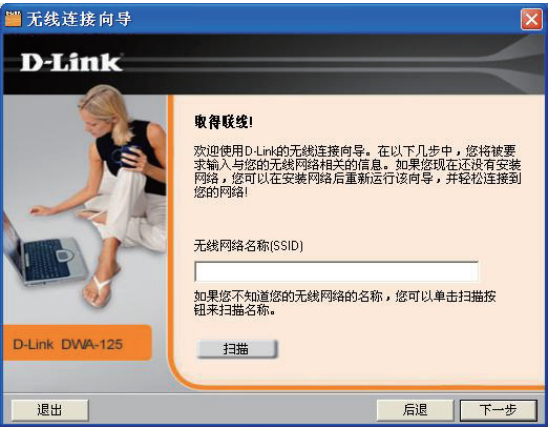 无线连接向导
D-Link
取得联线!
欢迎使用D-Link的无线连接向导。在以下几步中，您将被要
求输入与您的无线网络相关的信息。如果您现在还没有安装
网络，您可以在安装网络后重新运行该向导，并轻松连接到
您的网络!
无线网络名称(SSID)
如果您不知道您的无线网络的名称，您可以单击扫描按
钮来扫描名称。
D-Link DWA-125
扫描
退出
后退
下一步